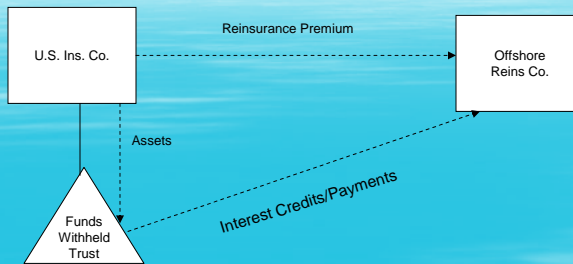 Reinsurance Premium
U.S. Ins. Co.
Offshore
Reins Co.
Assets
Interest Credits/Payments
Funds
Withheld
Trust